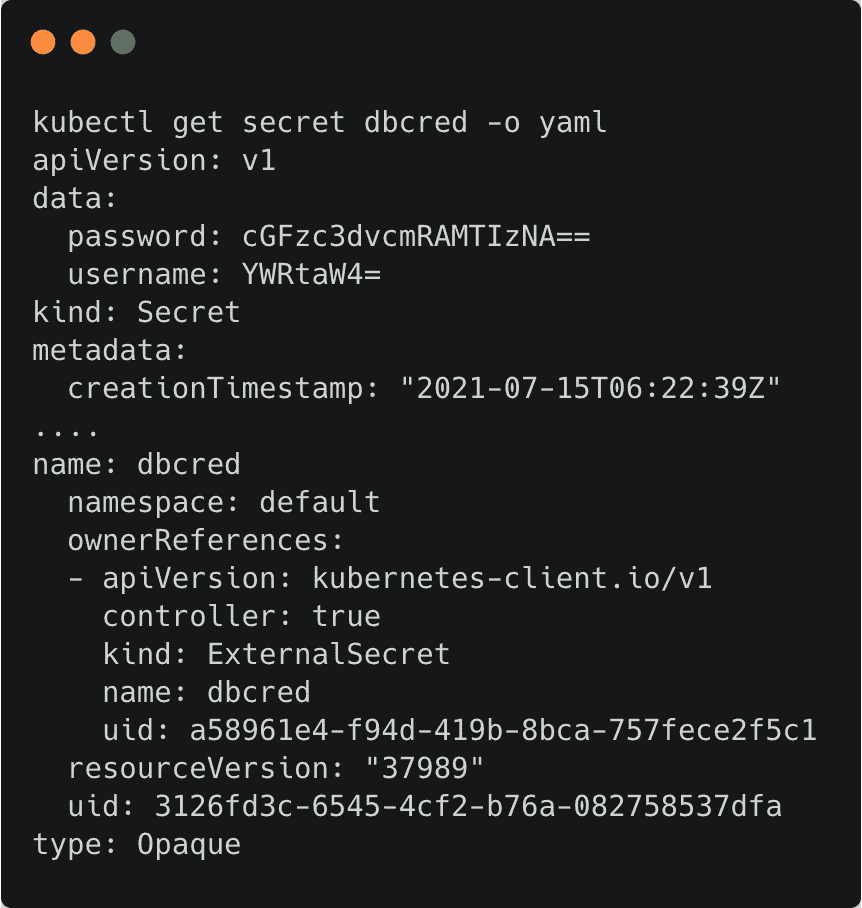 kubectl get secret dbcred -o yaml
apiVersion: v1
data:
  password: cGFzc3dvcmRAMTIzNA==
  username: YWRtaW4=
kind: Secret
metadata:
  creationTimestamp: "2021-07-15T06:22:39Z"
....
name: dbcred
  namespace: default
  ownerReferences:
  - apiVersion: kubernetes-client.io/v1
    controller: true
    kind: ExternalSecret
    name: dbcred
    uid: a58961e4-f94d-419b-8bca-757fece2f5c1
  resourceVersion: "37989"
  uid: 3126fd3c-6545-4cf2-b76a-082758537dfa
type: Opaque